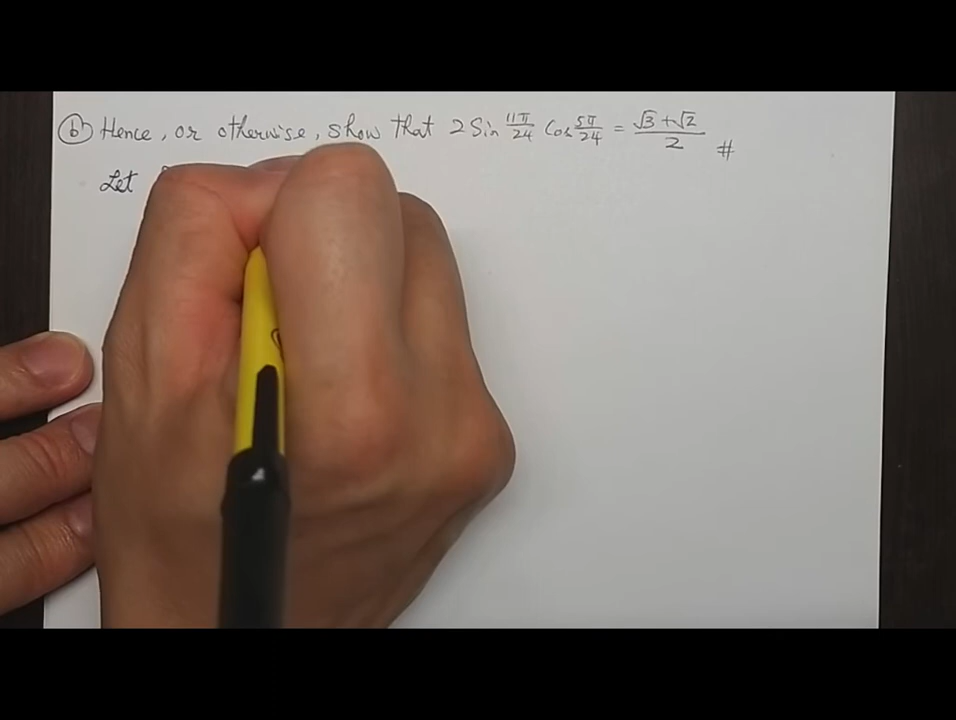 (b) Hence, or otherwise, show that 2 Sin 11π/24 Cos 5π/24 = (√3 + √2)/2 #
Let